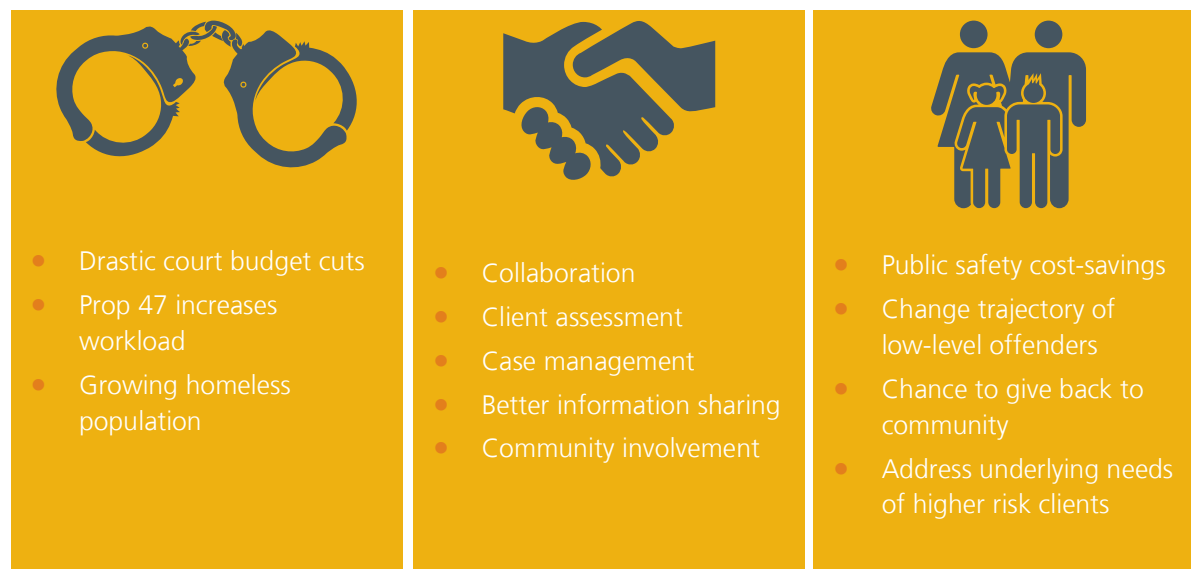 Drastic court budget cuts
Prop 47 increases
workload
Growing homeless
population
Collaboration
Client assessment
Case management
Better information sharing
Community involvement
Public safety cost-savings
Change trajectory of
low-level offenders
Chance to give back to
community
Address underlying needs
of higher risk clients